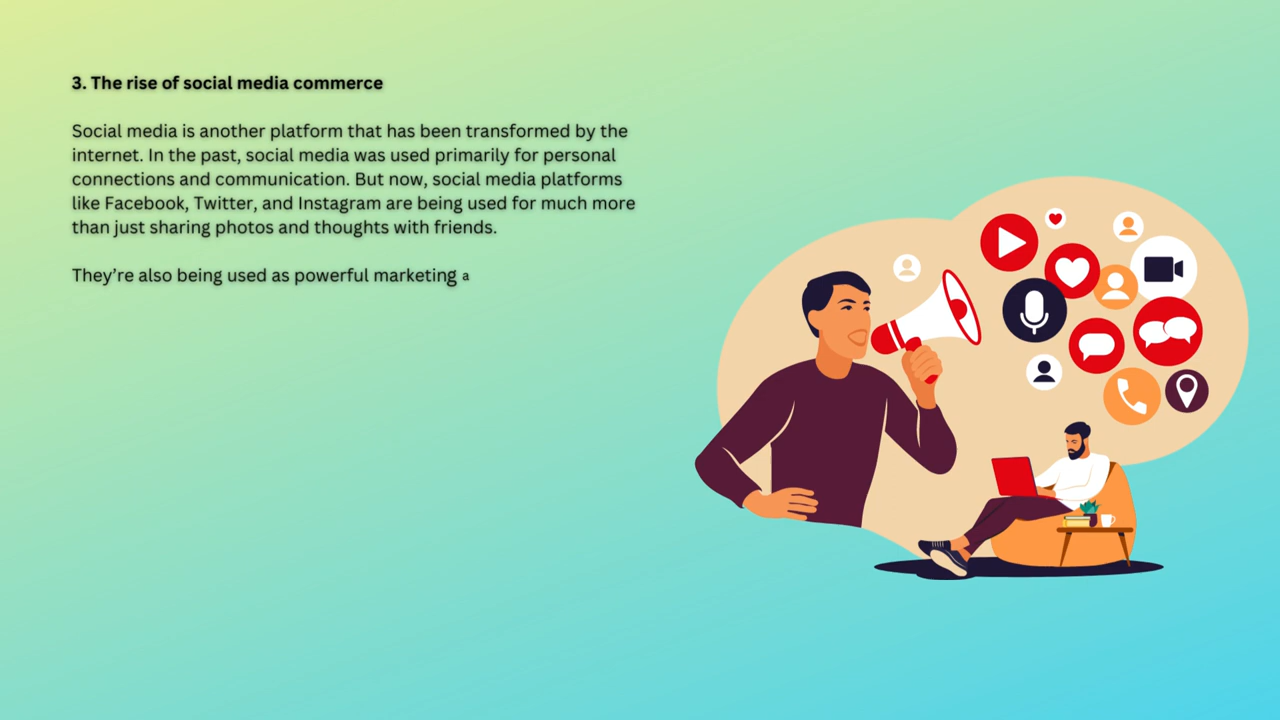 3. The rise of social media commerce
Social media is another platform that has been transformed by the
internet. In the past, social media was used primarily for personal
connections and communication. But now, social media platforms
like Facebook, Twitter, and Instagram are being used for much more
than just sharing photos and thoughts with friends.
They’re also being used as powerful marketing a